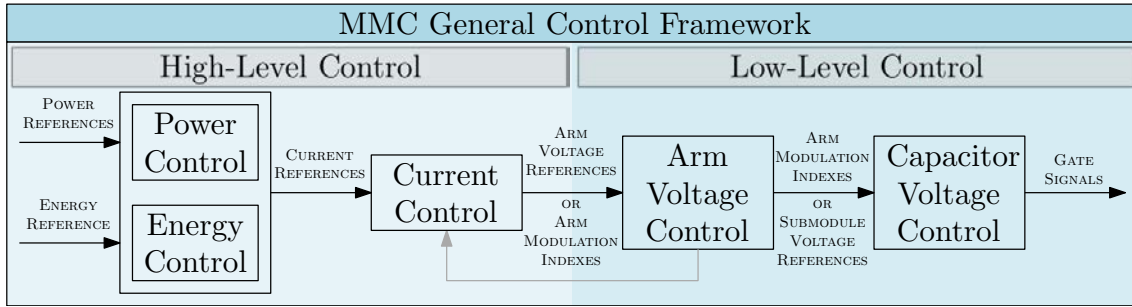 MMC General Control Framework
High-Level Control
Low-Level Control
POWER
REFERENCES
Power
Control
ENERGY
REFERENCE
Energy
Control
CURRENT
REFERENCES
Current
Control
ARM
VOLTAGE
REFERENCES
OR
ARM
MODULATION
INDEXES
Arm
Voltage
Control
ARM
MODULATION
INDEXES
OR
SUBMODULE
VOLTAGE
REFERENCES
Capacitor
Voltage
Control
GATE
SIGNALS